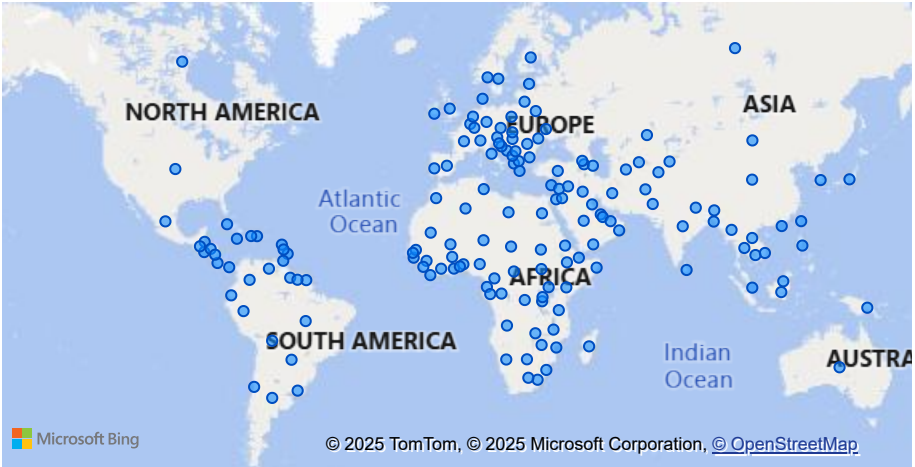 NORTH AMERICA
EUROPE
ASIA
Atlantic
Ocean
AFRICA
SOUTH AMERICA
Indian
Ocean
AUSTRA
Microsoft Bing
© 2025 TomTom, © 2025 Microsoft Corporation, © OpenStreetMap